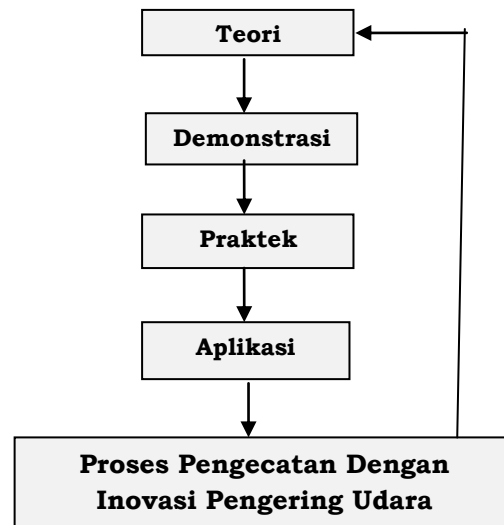 Teori
Demonstrasi
Praktek
Aplikasi
Proses Pengecatan Dengan
Inovasi Pengering Udara